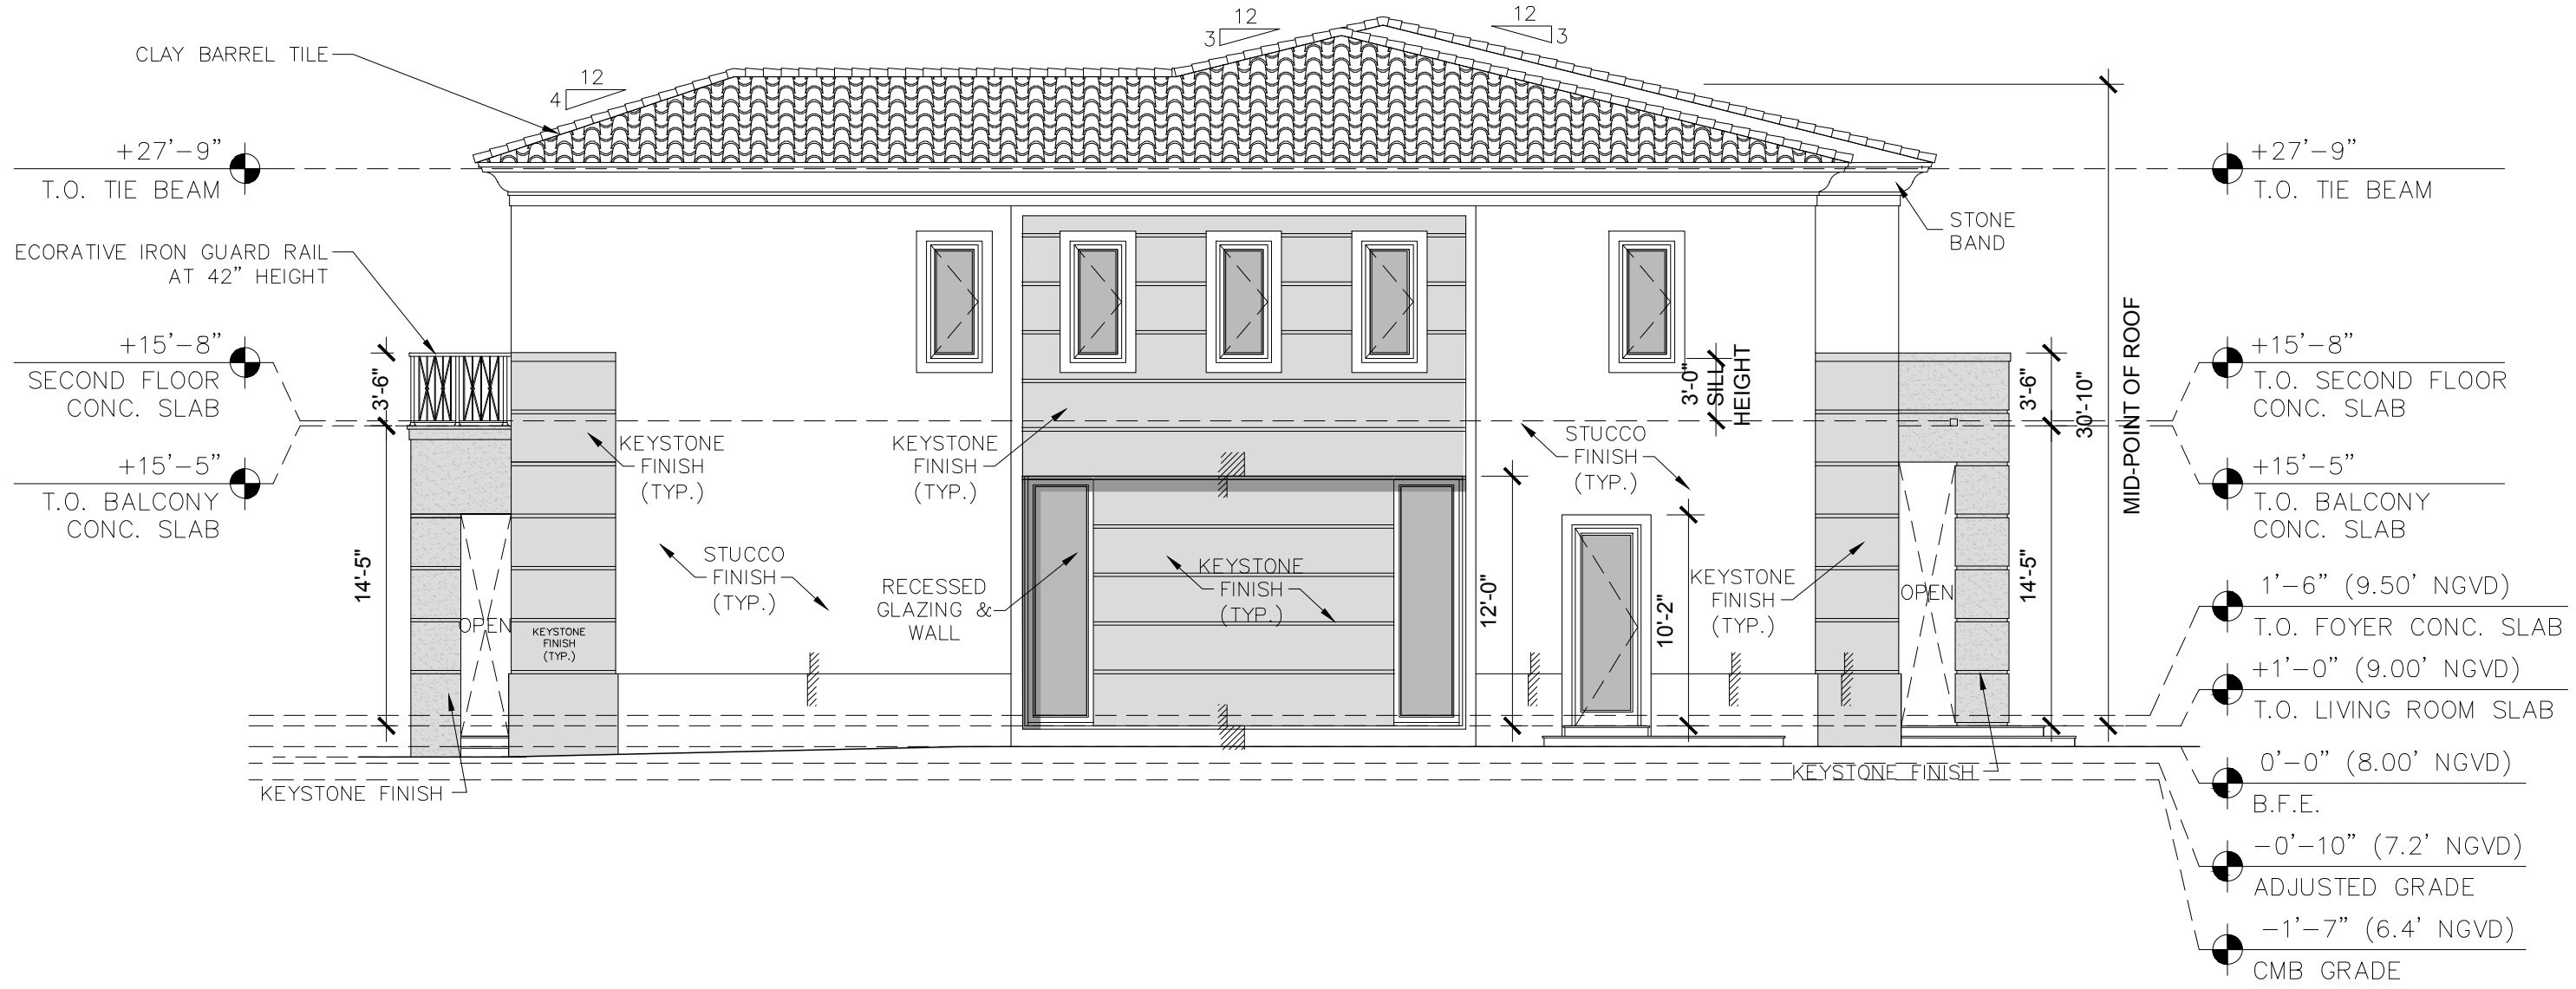 12
3
12
3
CLAY BARREL TILE
12
4
+27'-9"
T.O. TIE BEAM
+27'-9"
T.O. TIE BEAM
STONE
BAND
ECORATIVE IRON GUARD RAIL
AT 42" HEIGHT
+15'-8"
SECOND FLOOR
CONC. SLAB
3'-6"
+15'-5"
T.O. BALCONY
CONC. SLAB
14'-5"
OPEN
KEYSTONE
FINISH
(TYP.)
KEYSTONE
FINISH
(TYP.)
STUCCO
FINISH
(TYP.)
KEYSTONE FINISH
KEYSTONE
FINISH
(TYP.)
RECESSED
GLAZING &
WALL
KEYSTONE
FINISH
(TYP.)
12'-0"
3'-0"
SILL
HEIGHT
STUCCO
FINISH
(TYP.)
10'-2"
KEYSTONE
FINISH
(TYP.)
OPEN
KEYSTONE FINISH
3'-6"
14'-5"
30'-10"
MID-POINT OF ROOF
+15'-8"
T.O. SECOND FLOOR
CONC. SLAB
+15'-5"
T.O. BALCONY
CONC. SLAB
1'-6" (9.50' NGVD)
T.O. FOYER CONC. SLAB
+1'-0" (9.00' NGVD)
T.O. LIVING ROOM SLAB
0'-0" (8.00' NGVD)
B.F.E.
-0'-10" (7.2' NGVD)
ADJUSTED GRADE
-1'-7" (6.4' NGVD)
CMB GRADE